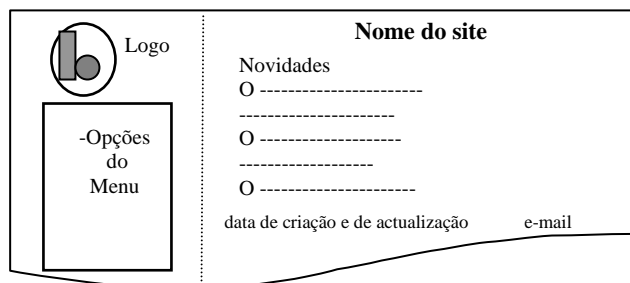 Logo
-Opções
do
Menu
Nome do site
Novidades
O -----------------------
----------------------
O --------------------
-------------------
O ----------------------
data de criação e de actualização e-mail